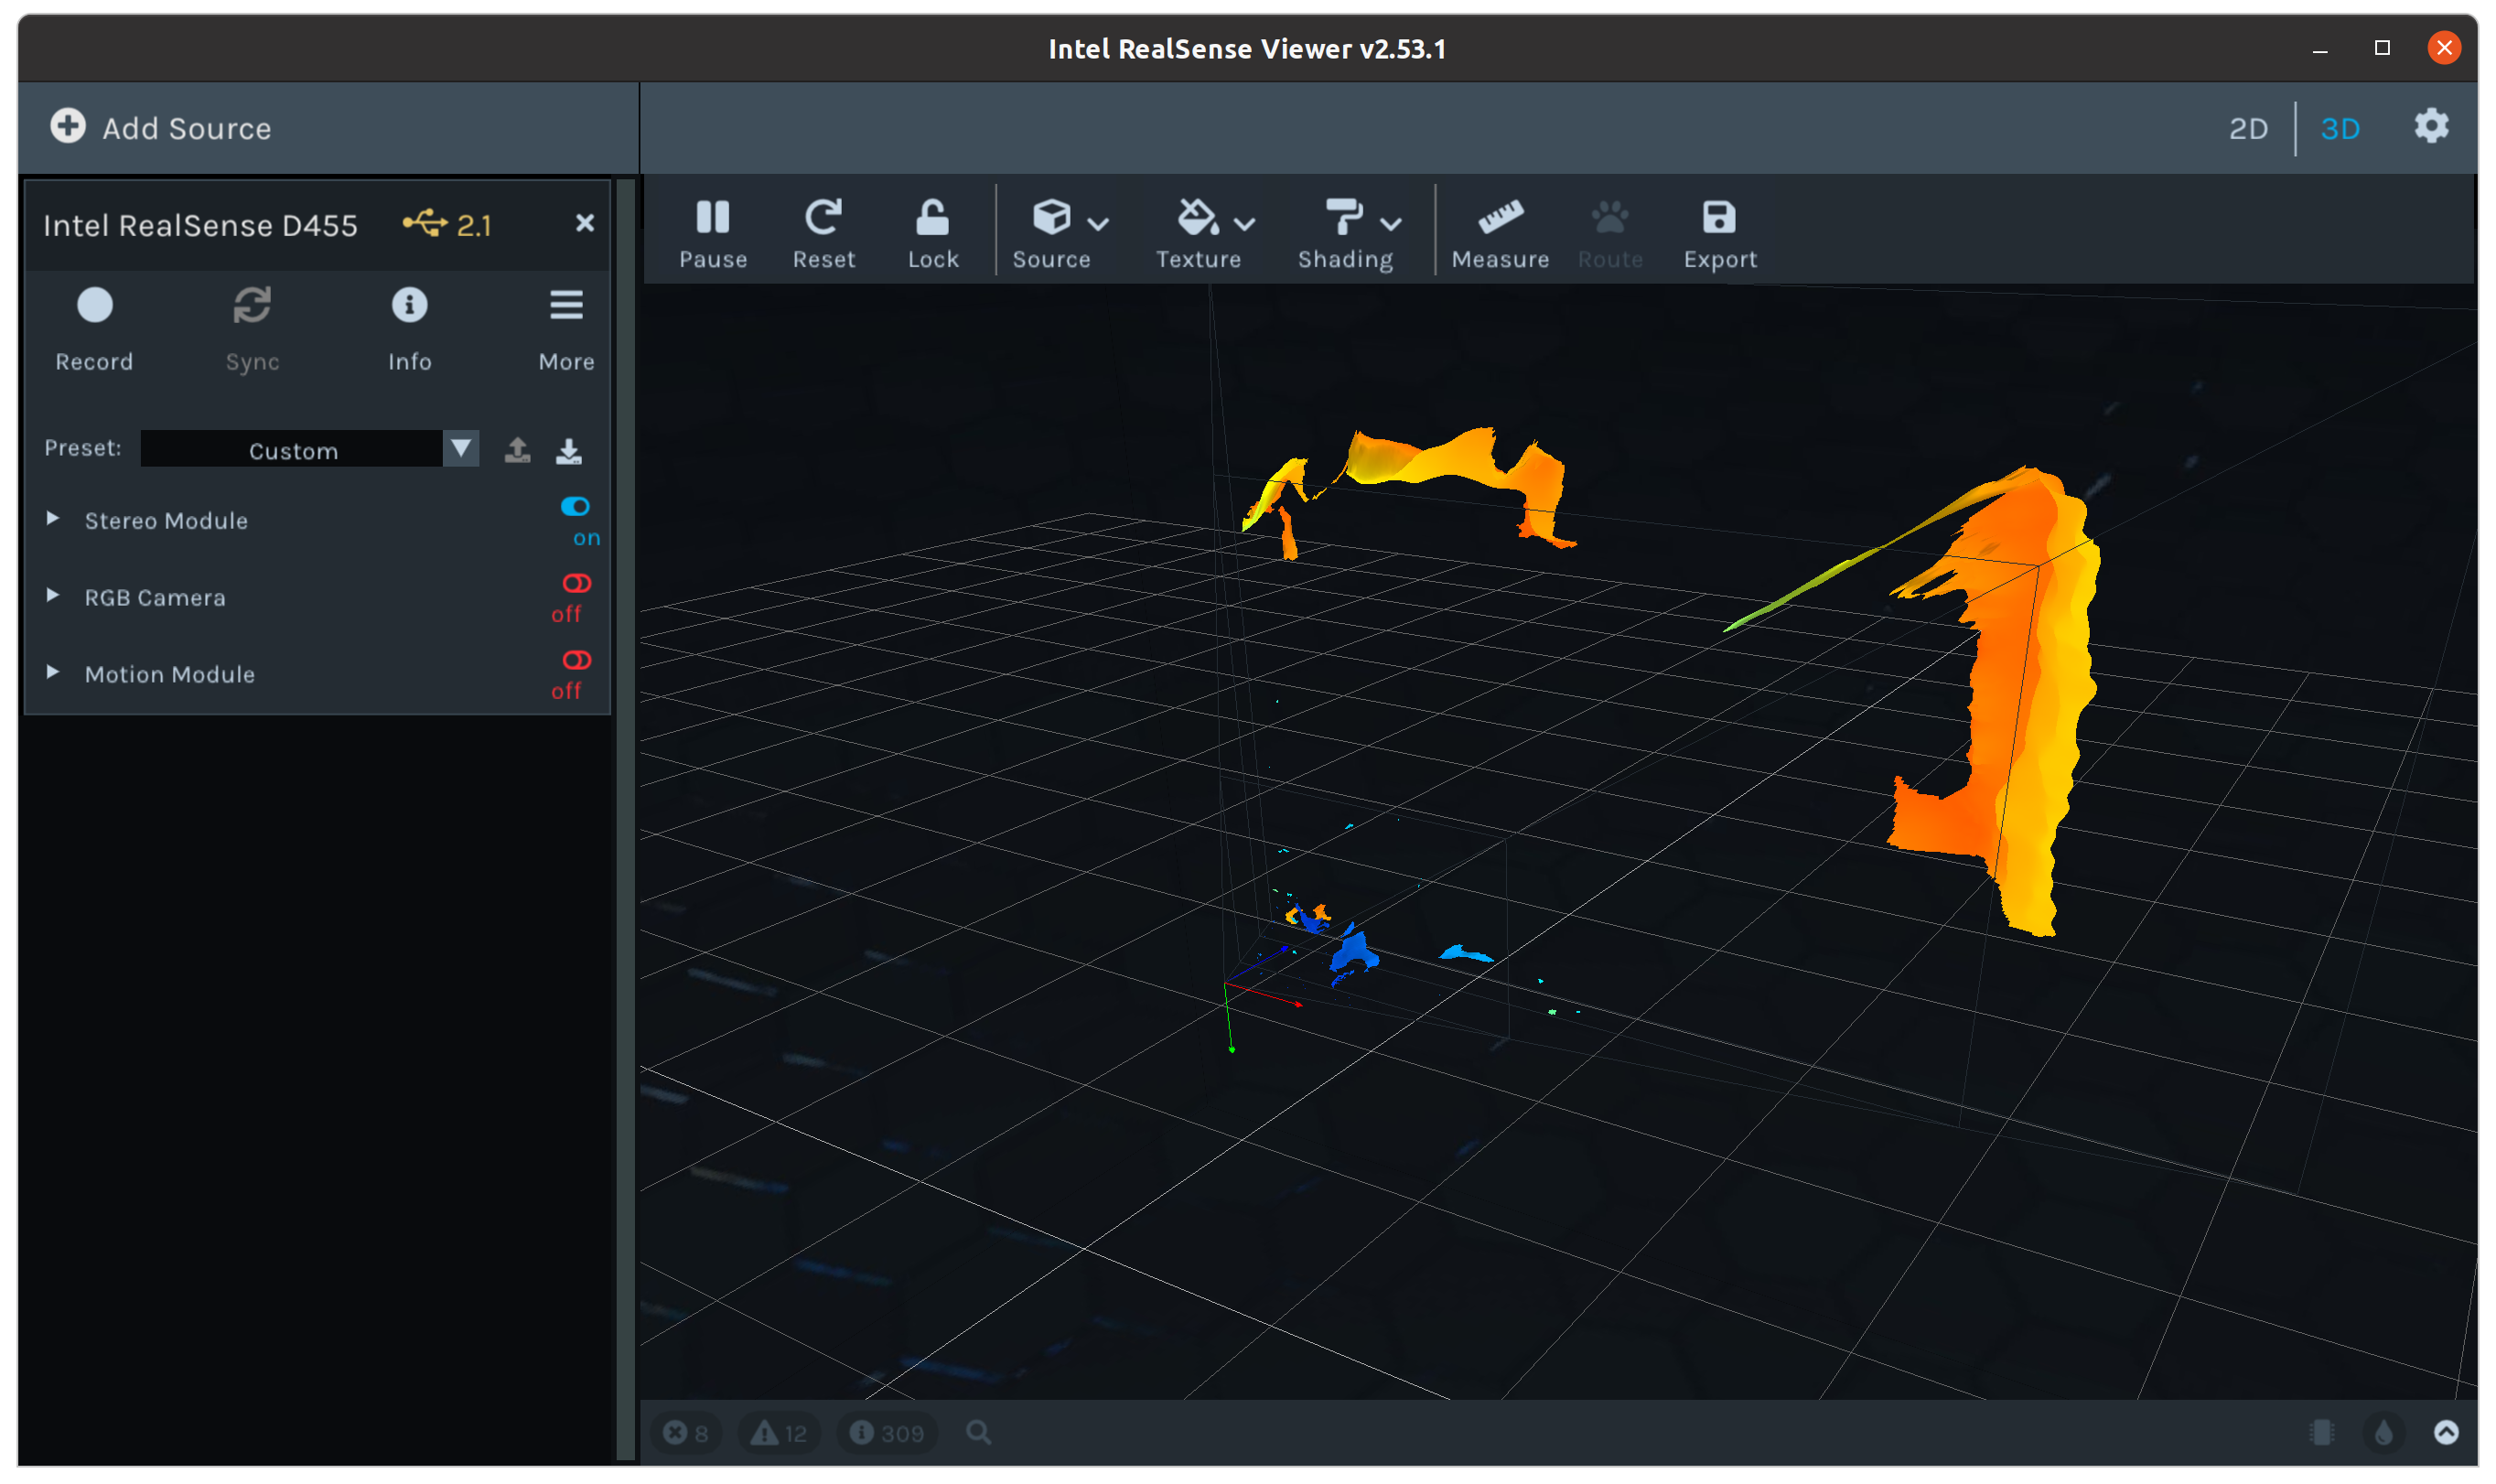 Intel RealSense Viewer v2.53.1
Add Source
2D
3D
Intel RealSense D455
2.1
Pause
Reset
Lock
Source
Texture
Shading
Measure
Route
Export
Record
Sync
Info
More
Preset:
Custom
Stereo Module
on
RGB Camera
off
Motion Module
off
8
12
309